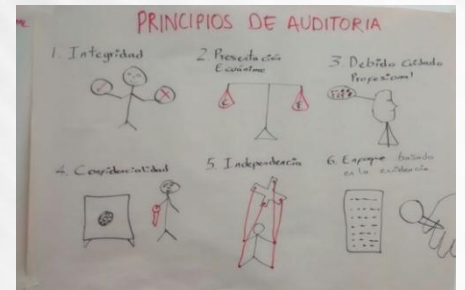 PRINCIPIOS DE AUDITORIA
1. Integridad
2. Presentación
Ecuánime
3. Debido Cuidado
Profesional
4. Confidencialidad
5. Independencia
6. Enfoque basado
en la evidencia